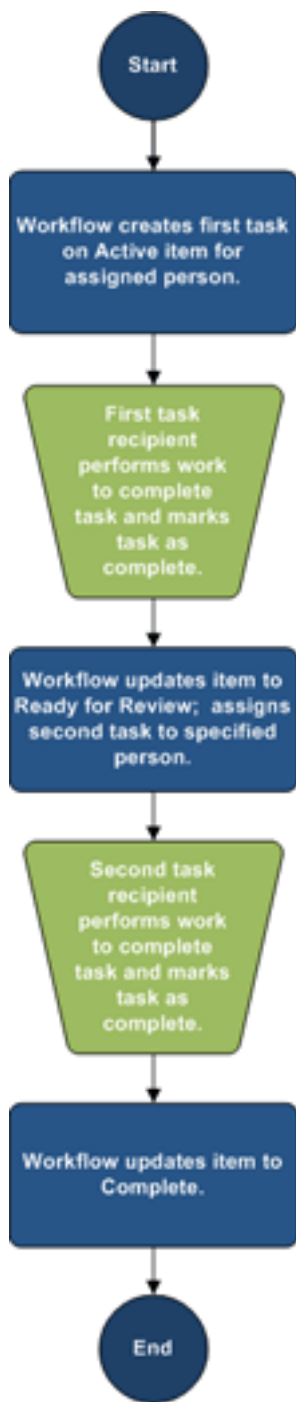 Start
Workflow creates first task
on Active item for
assigned person.
First task
recipient
performs work
to complete
task and marks
task as
complete.
Workflow updates item to
Ready for Review;  assigns
second task to specified
person.
Second task
recipient
performs work
to complete
task and marks
task as
complete.
Workflow updates item to
Complete.
End